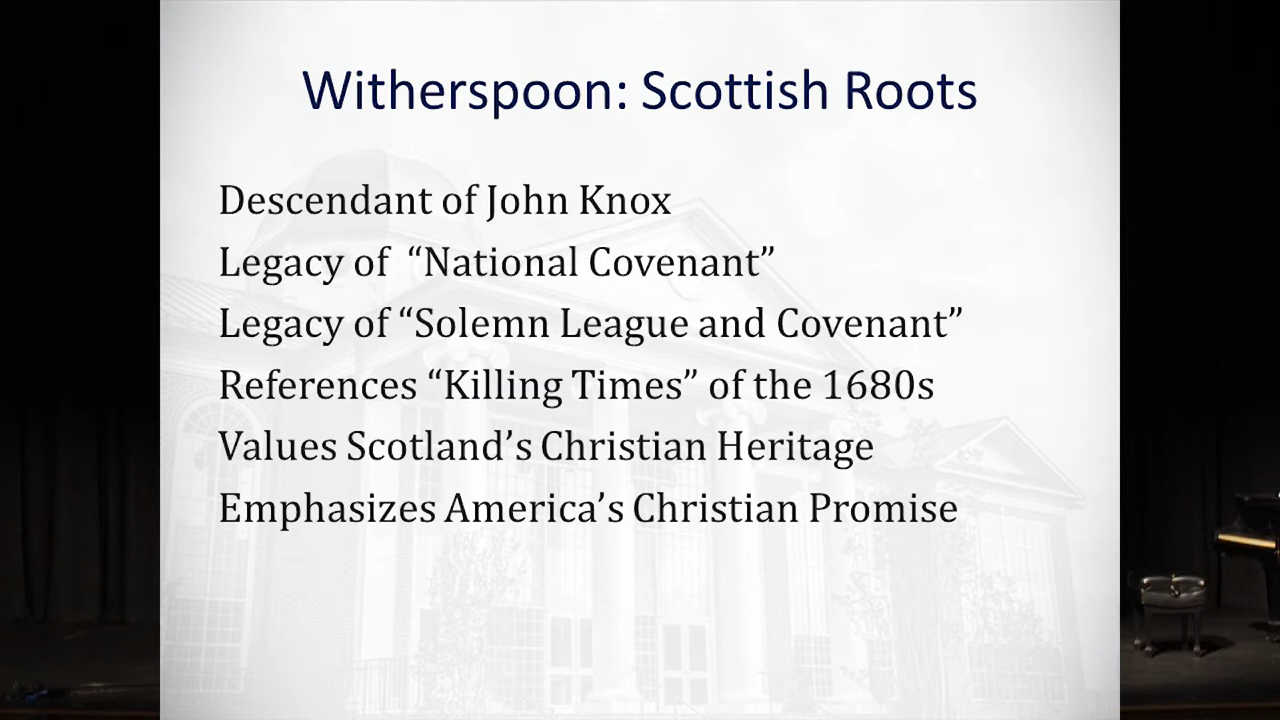 Witherspoon: Scottish Roots
Descendant of John Knox
Legacy of “National Covenant”
Legacy of “Solemn League and Covenant”
References “Killing Times” of the 1680s
Values Scotland’s Christian Heritage
Emphasizes America’s Christian Promise